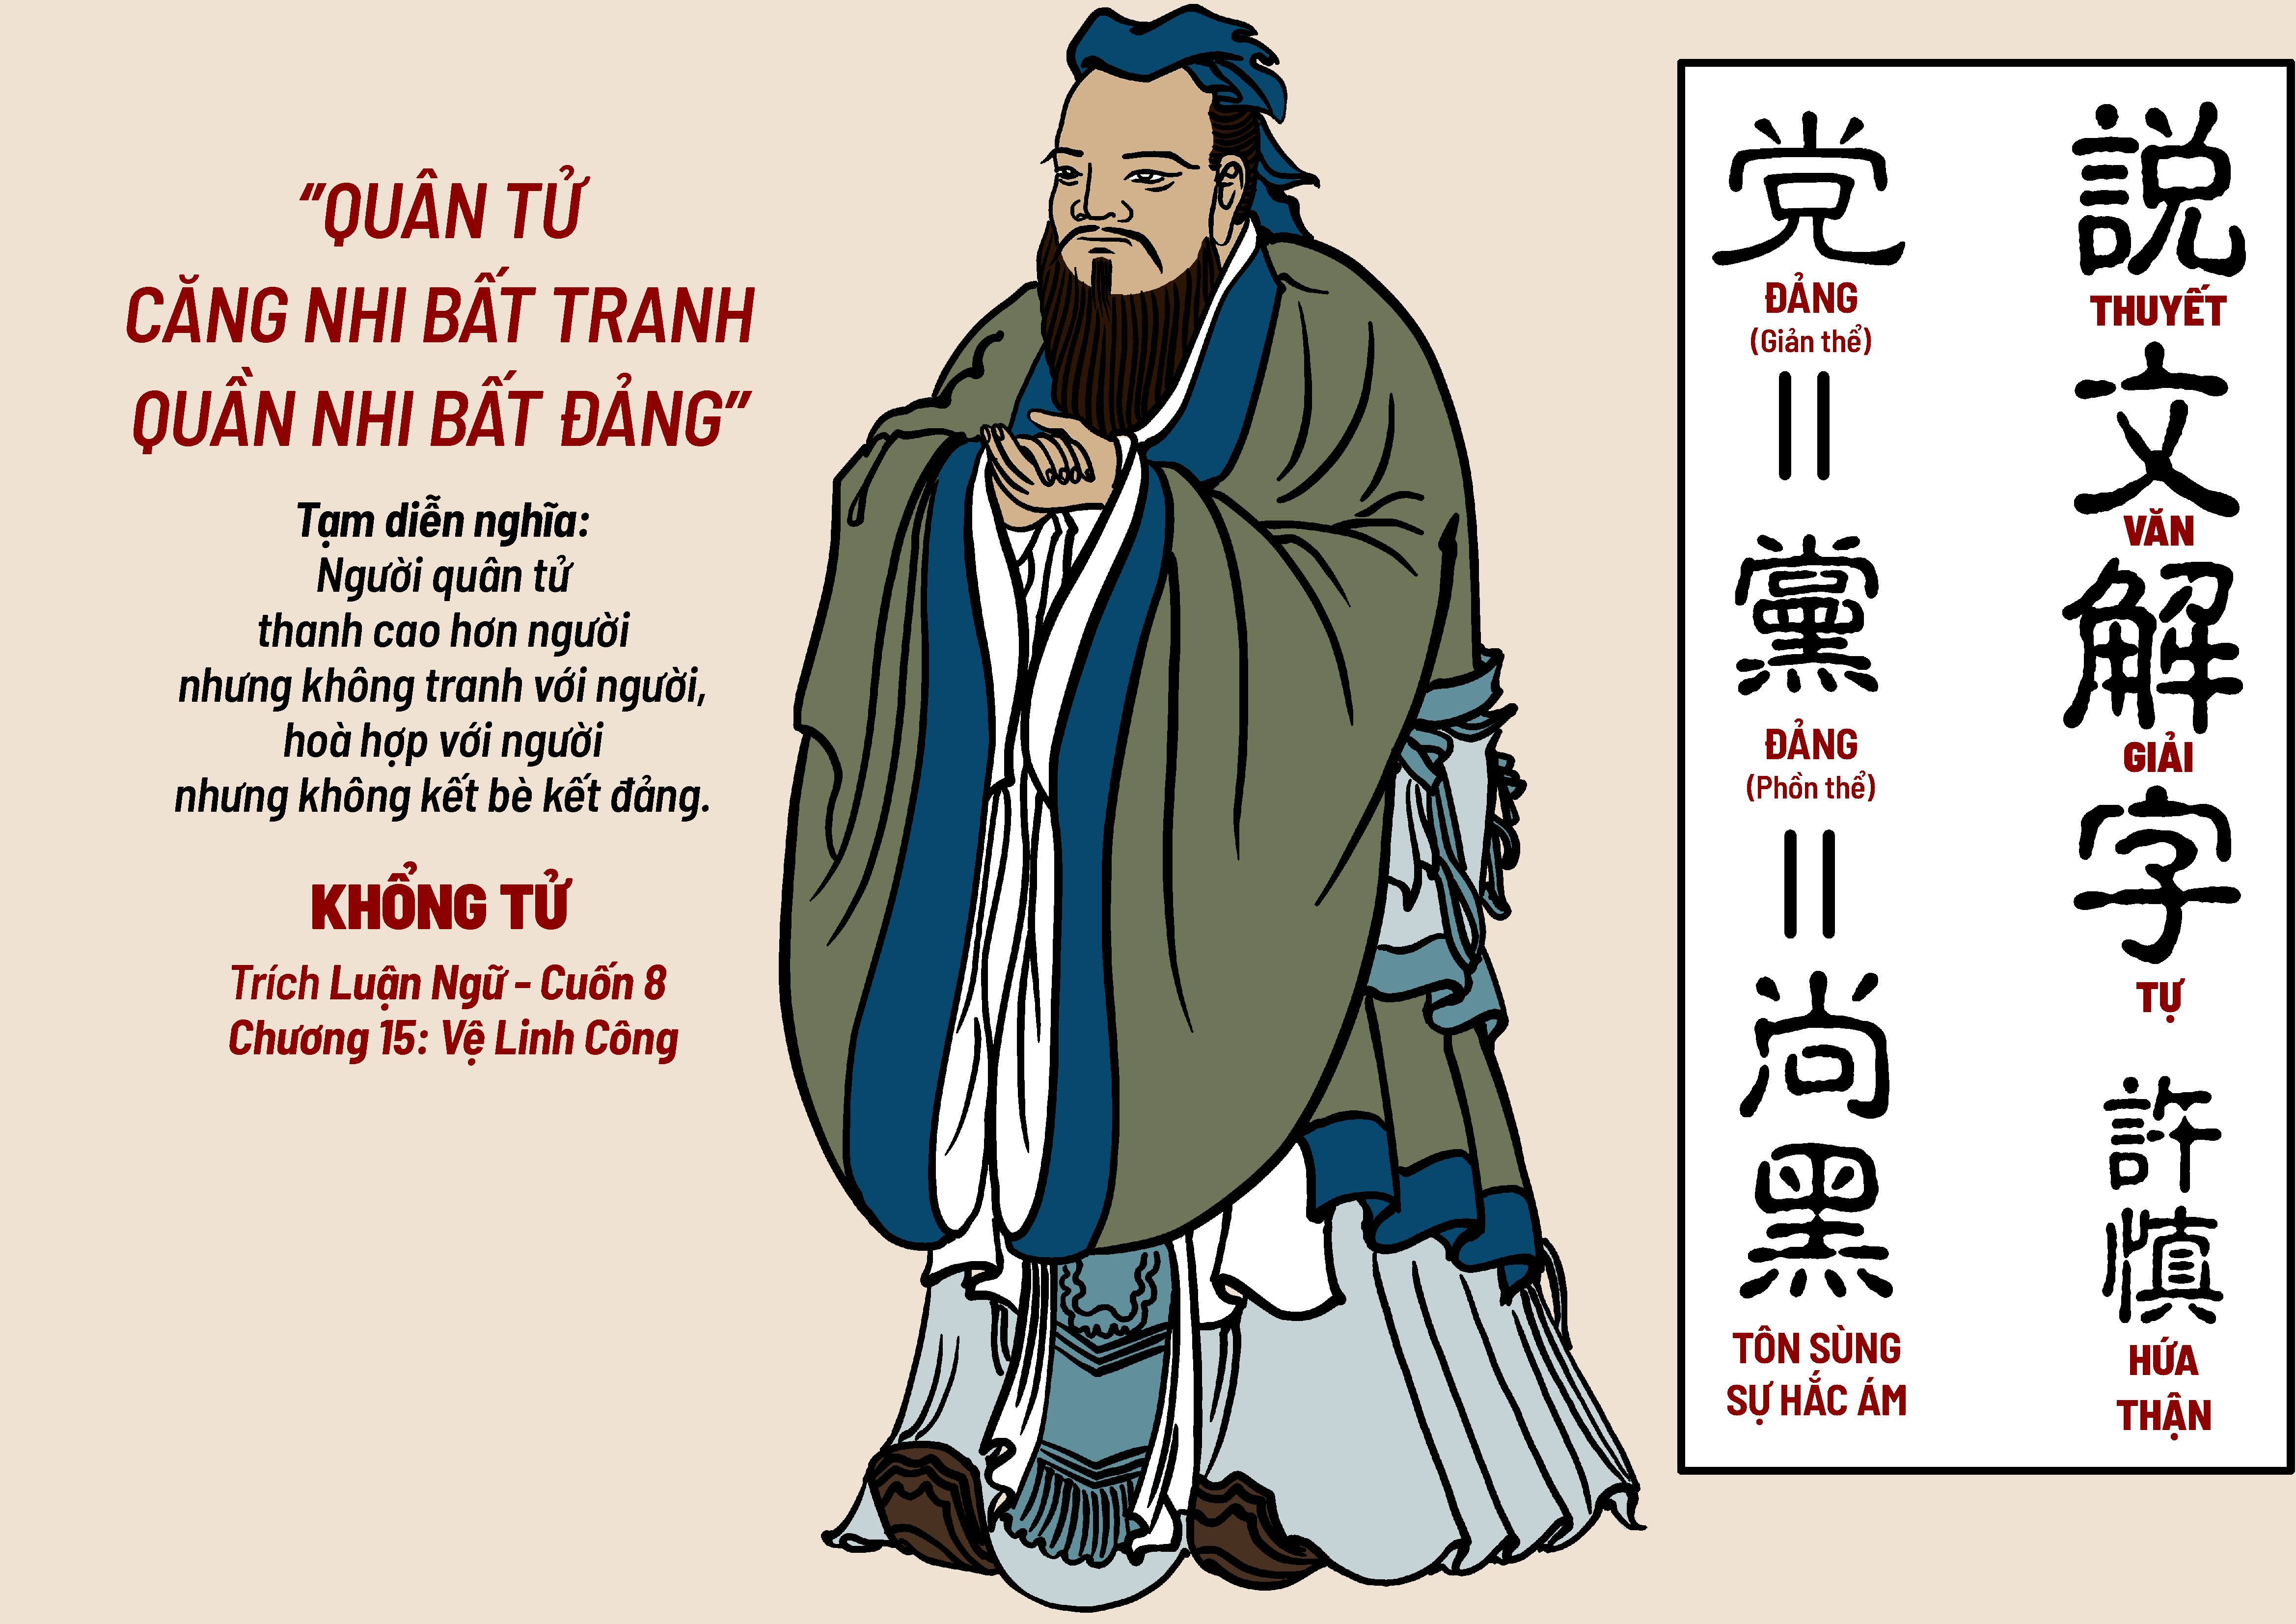 “QUÂN TỬ
CĂNG NHI BẤT TRANH
QUẦN NHI BẤT ĐẢNG”
Tạm diễn nghĩa:
Người quân tử
thanh cao hơn người
nhưng không tranh với người,
hoà hợp với người
nhưng không kết bè kết đảng.
KHỔNG TỬ
Trích Luận Ngữ - Cuốn 8
Chương 15: Vệ Linh Công
説
THUYẾT
文
VĂN
解
GIẢI
字
TỰ
許
慎
HỨA
THẬN
党
ĐẢNG
(Giản thể)
黨
ĐẢNG
(Phồn thể)
尚
黑
TÔN SÙNG
SỰ HẮC ÁM